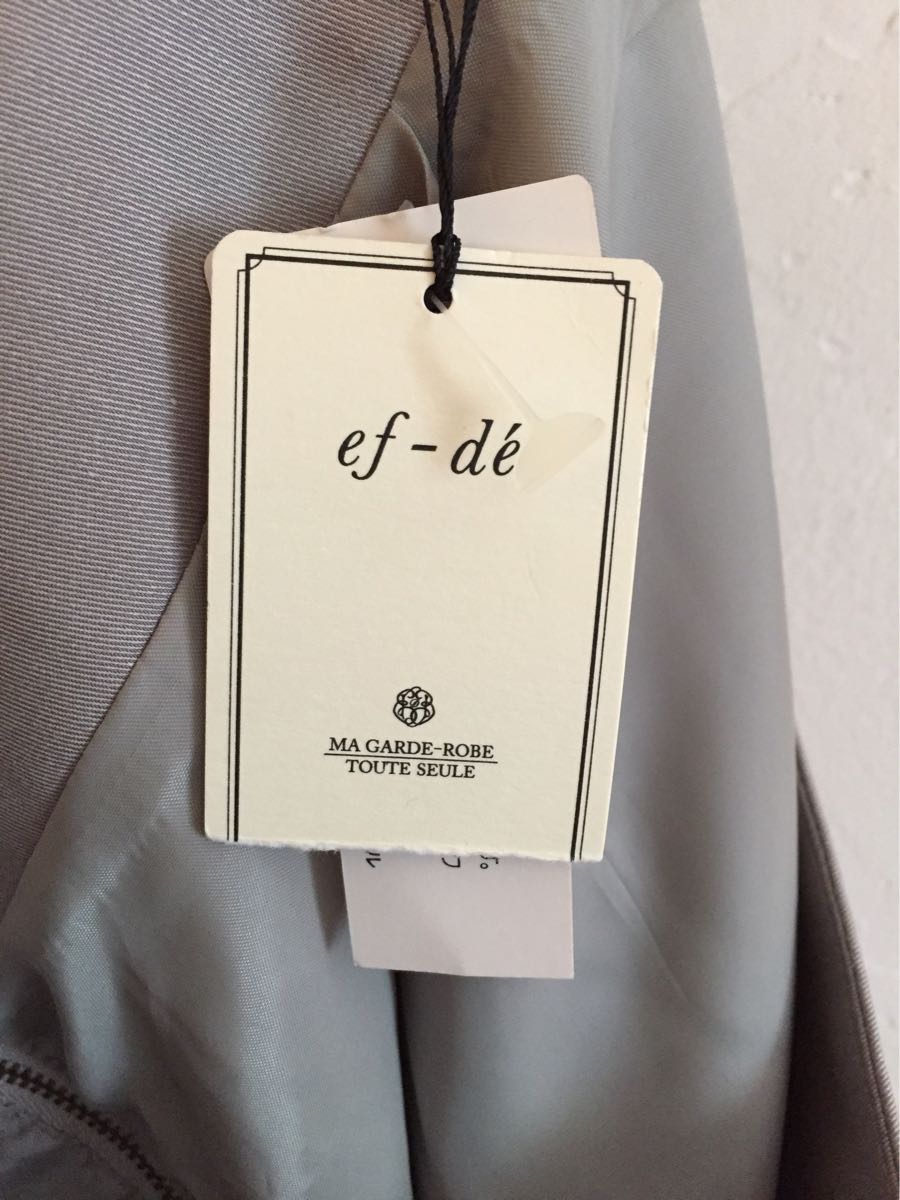 ef-dé
MA GARDE-ROBE
TOUTE SEULE